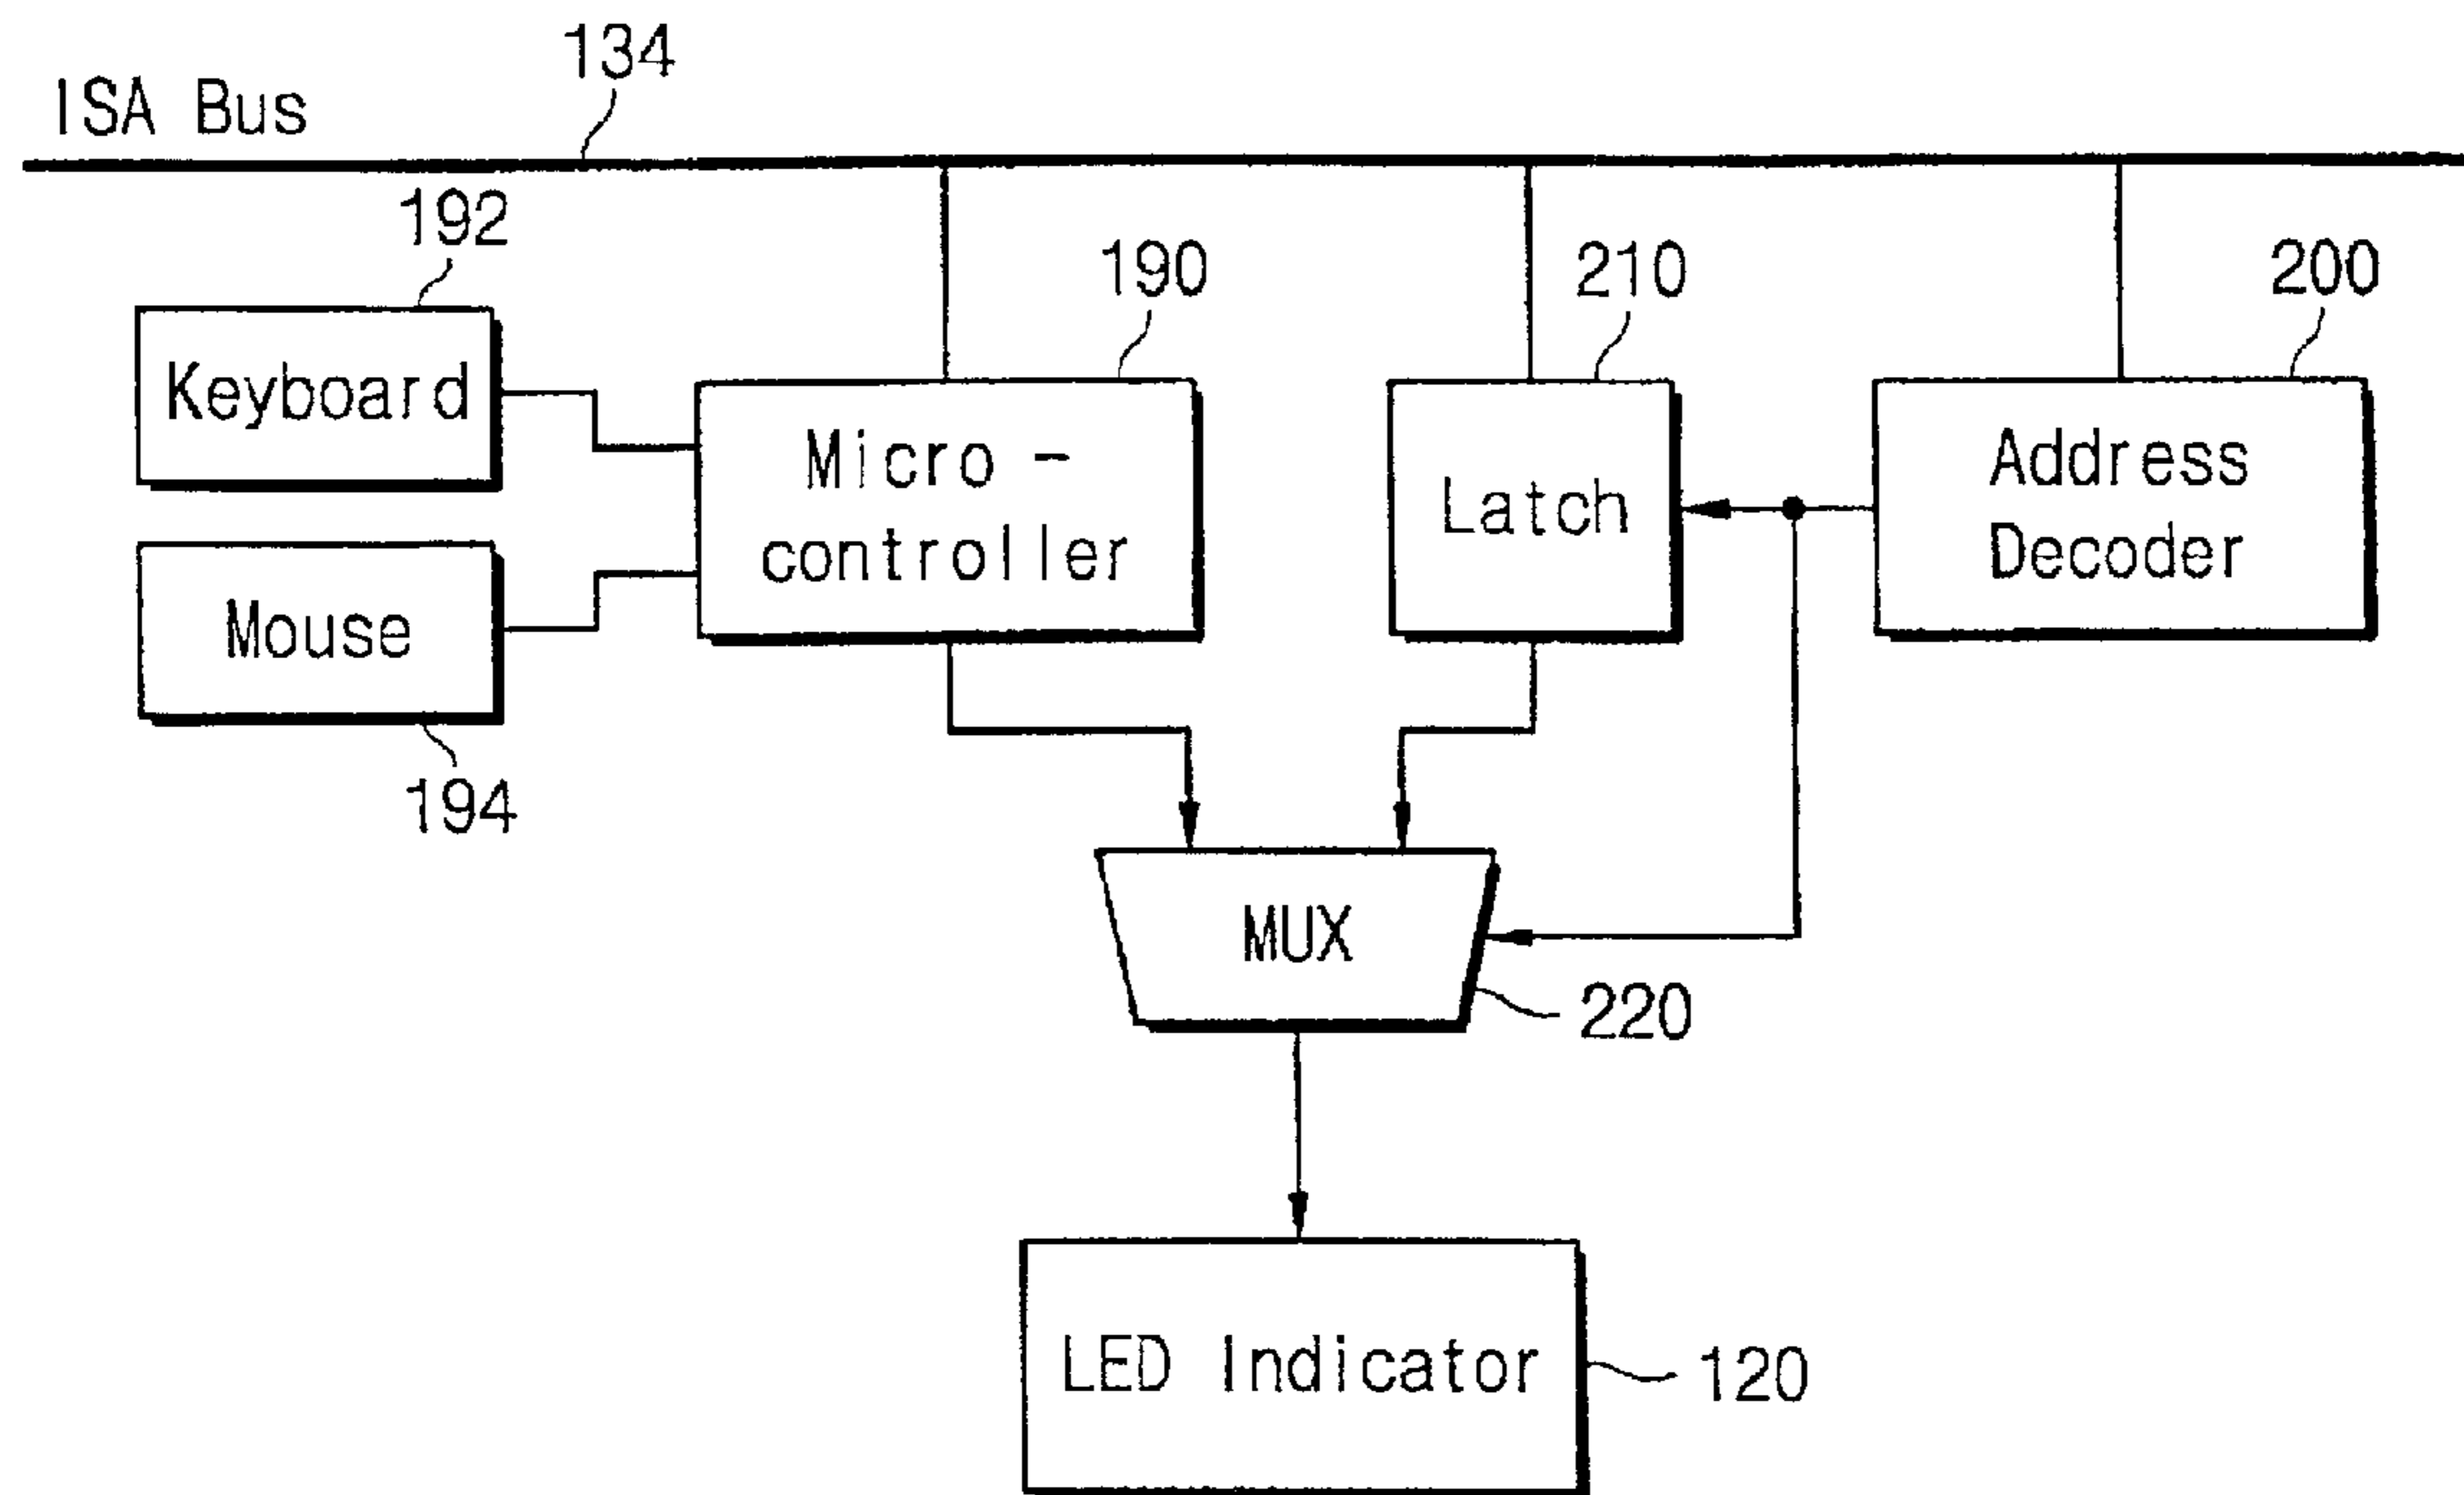 134
ISA Bus
192
190
210
200
Keyboard
Micro-
controller
Latch
Address
Decoder
Mouse
194
MUX
220
LED Indicator
120